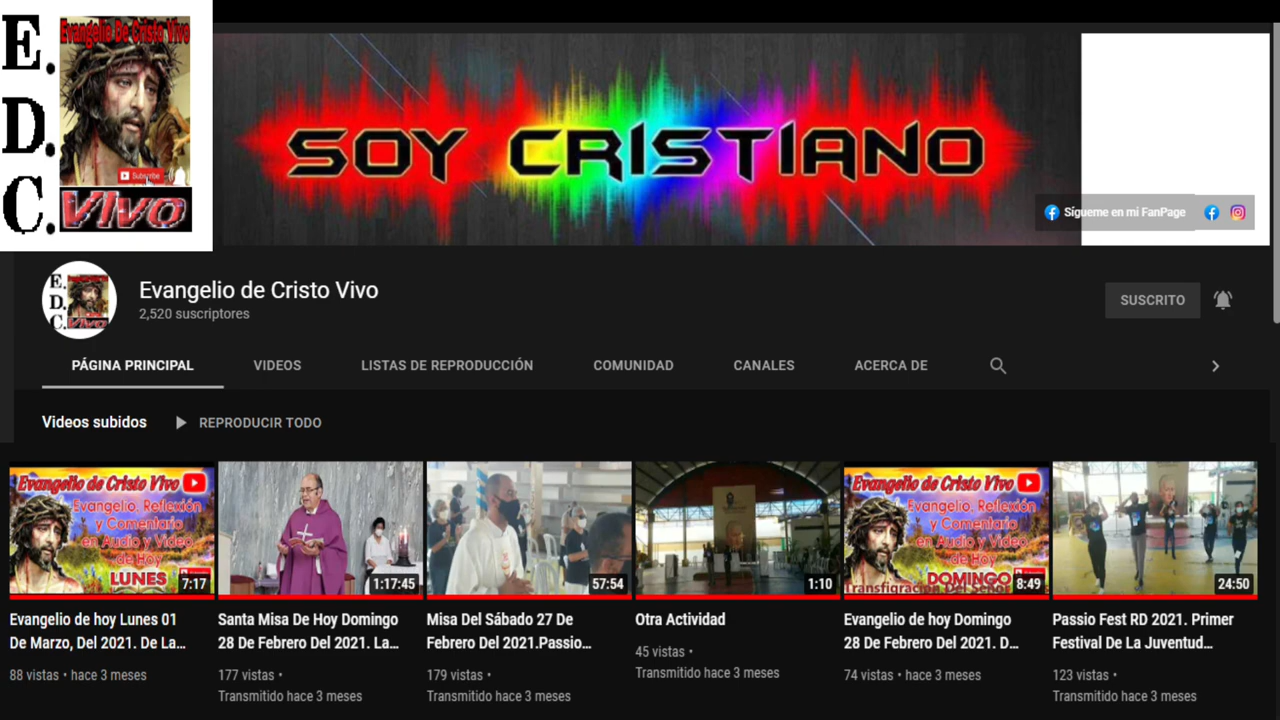 E.
D.
C.
Evangelio De Cristo Vivo
Subscribe
VIvo
SOY CRISTIANO
Sígueme en mi FanPage
E.
D.
C.
VIvo
Evangelio de Cristo Vivo
2,520 suscriptores
SUSCRITO
PÁGINA PRINCIPAL
VIDEOS
LISTAS DE REPRODUCCIÓN
COMUNIDAD
CANALES
ACERCA DE
Videos subidos
REPRODUCIR TODO
Evangelio de Cristo Vivo
Evangelio, Reflexión
y Comentario
en Audio y Video
de Hoy
LUNES
7:17
Evangelio de hoy Lunes 01
De Marzo, Del 2021. De La...
88 vistas • hace 3 meses
1:17:45
Santa Misa De Hoy Domingo
28 De Febrero Del 2021. La...
177 vistas •
Transmitido hace 3 meses
57:54
Misa Del Sábado 27 De
Febrero Del 2021.Passio...
179 vistas •
Transmitido hace 3 meses
1:10
Otra Actividad
45 vistas •
Transmitido hace 3 meses
Evangelio de Cristo Vivo
Evangelio, Reflexión
y Comentario
en Audio y Video
de Hoy
DOMINGO
Transfigración Del Señor
8:49
Evangelio de hoy Domingo
28 De Febrero Del 2021. D...
74 vistas • hace 3 meses
24:50
Passio Fest RD 2021. Primer
Festival De La Juventud...
123 vistas •
Transmitido hace 3 meses